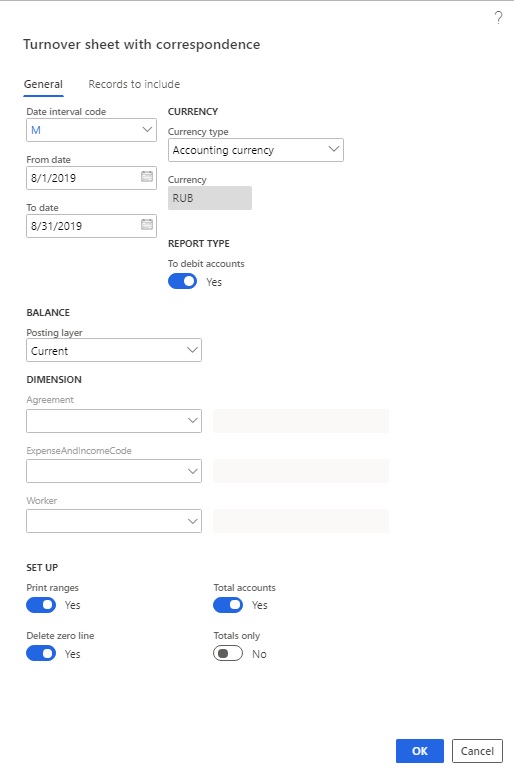 ?
Turnover sheet with correspondence
General Records to include
Date interval code
M
From date
8/1/2019
To date
8/31/2019
CURRENCY
Currency type
Accounting currency
Currency
RUB
REPORT TYPE
To debit accounts
Yes
BALANCE
Posting layer
Current
DIMENSION
Agreement
ExpenseAndIncomeCode
Worker
SET UP
Print ranges
Yes
Total accounts
Yes
Delete zero line
Yes
Totals only
No
OK Cancel